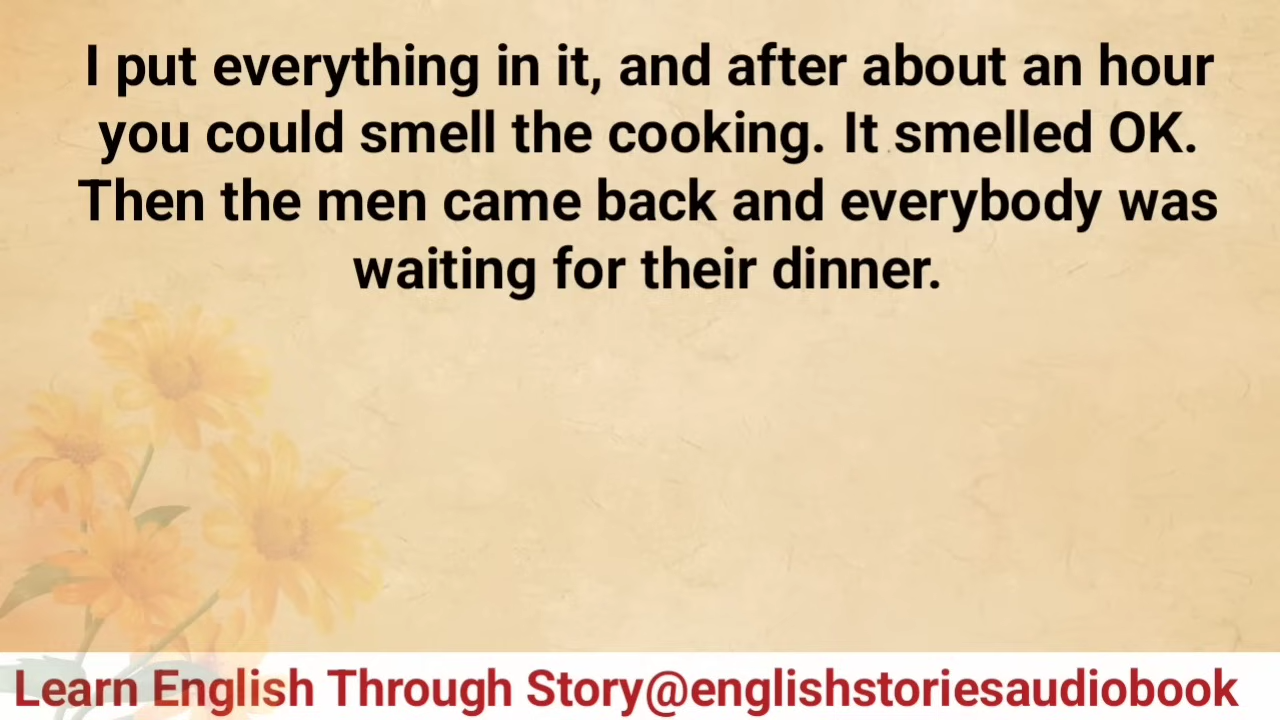 I put everything in it, and after about an hour
you could smell the cooking. It smelled OK.
Then the men came back and everybody was
waiting for their dinner.
Learn English Through Story@englishstoriesaudiobook